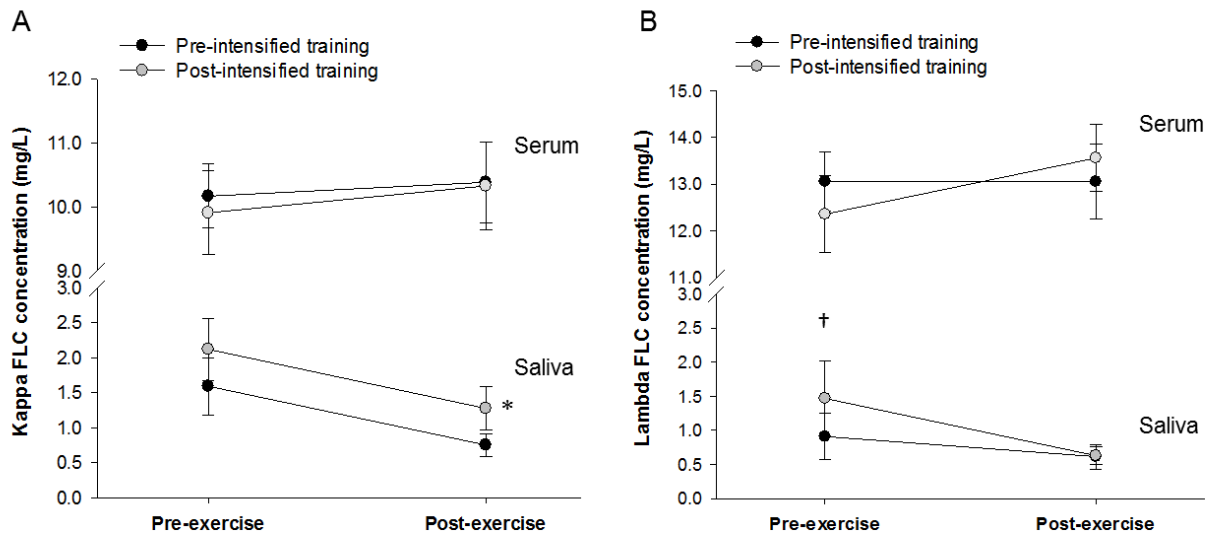 A
Pre-intensified training
Post-intensified training
Kappa FLC concentration (mg/L)
12.0
11.0
10.0
9.0
3.0
2.5
2.0
1.5
1.0
0.5
0.0
Serum
Saliva
*
Pre-exercise
Post-exercise
B
Pre-intensified training
Post-intensified training
Lambda FLC concentration (mg/L)
15.0
14.0
13.0
12.0
11.0
3.0
2.5
2.0
1.5
1.0
0.5
0.0
Serum
†
Saliva
Pre-exercise
Post-exercise